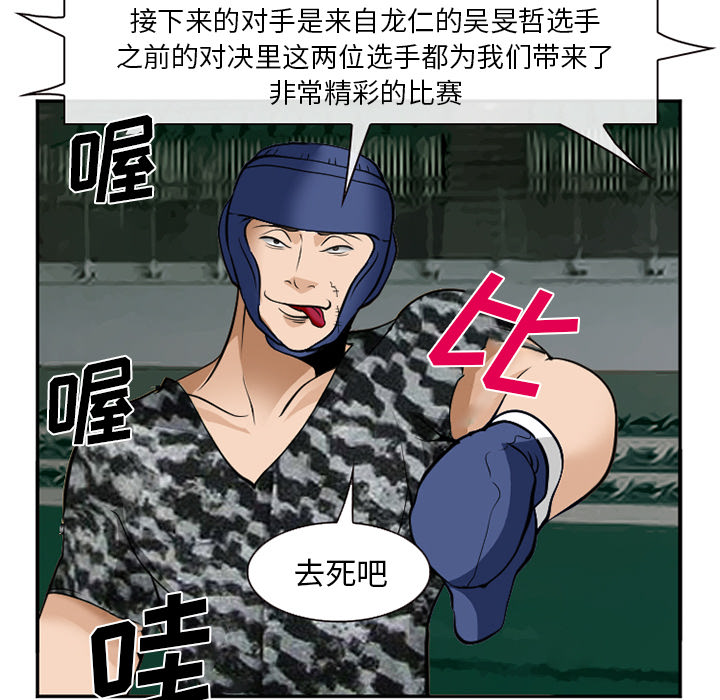 接下来的对手是来自龙仁的吴旻哲选手
之前的对决里这两位选手都为我们带来了
非常精彩的比赛
喔
比
喔
去死吧
哇